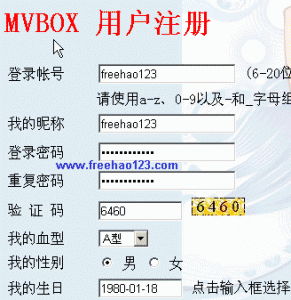 MVBOX 用户注册
登录帐号 freehao123 (6-20位
请使用a-z、0-9以及-和_字母组
我的昵称 freehao123
登录密码 ••••••••••••
www.freehao123.com
重复密码 ••••••••••••
验 证 码 6460 6460
我的血型 A型
我的性别 男 女
我的生日 1980-01-18 点击输入框选择